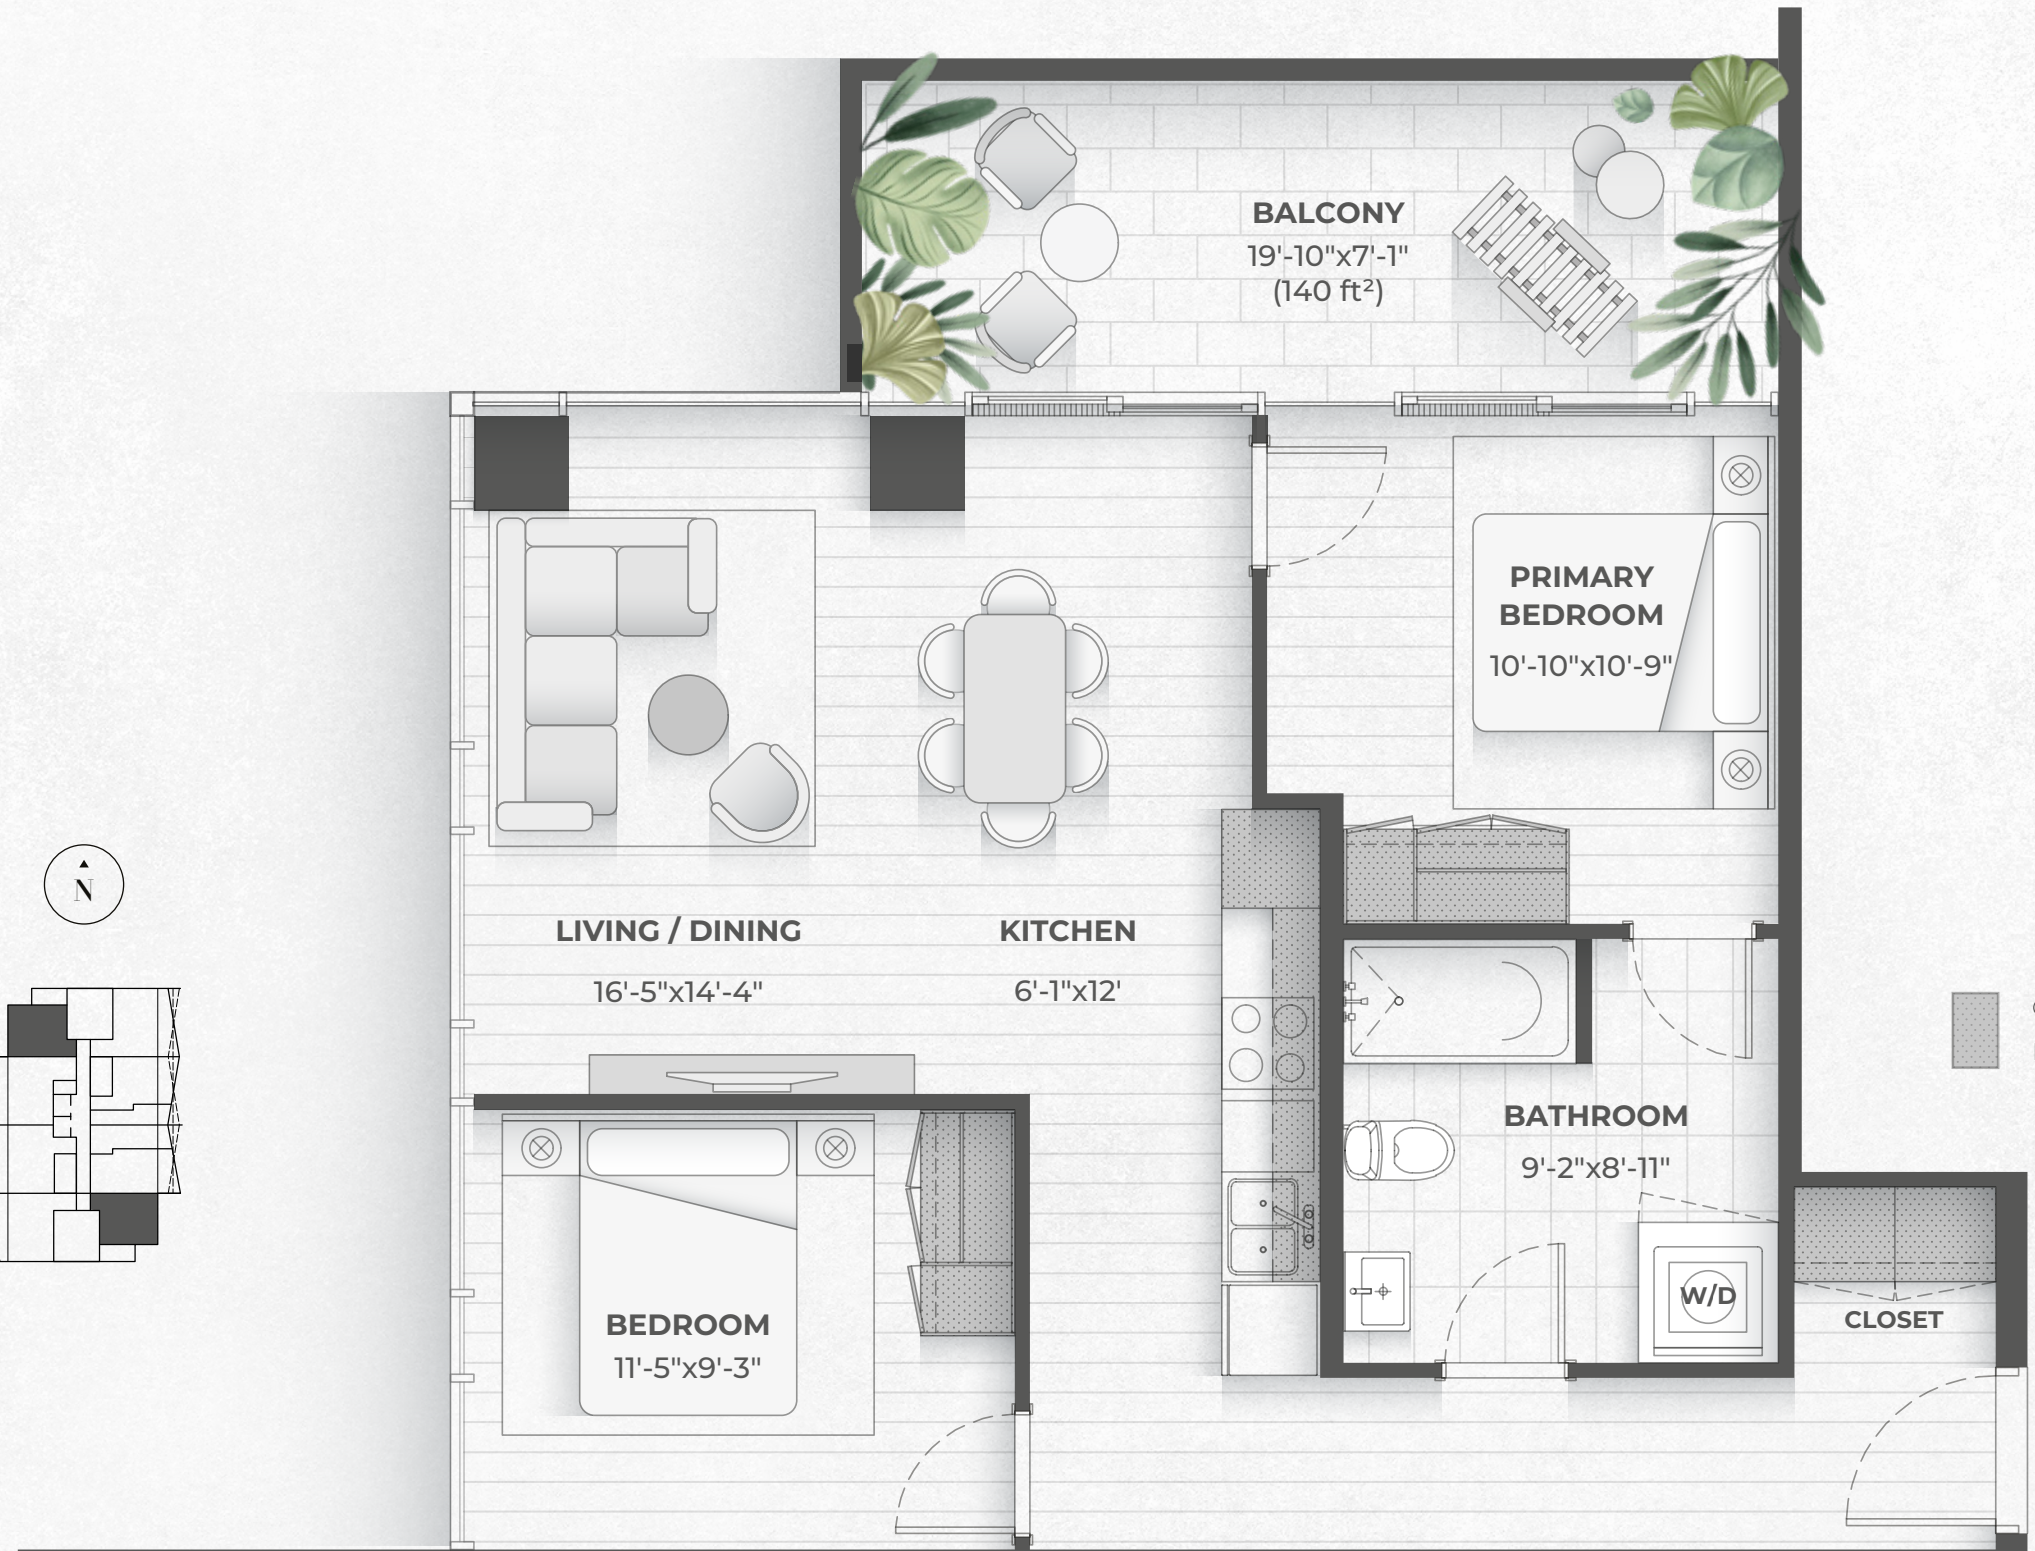 BALCONY
19'-10"x7'-1"
(140 ft²)
PRIMARY
BEDROOM
10'-10"x10'-9"
N
LIVING / DINING
16'-5"x14'-4"
KITCHEN
6'-1"x12'
BATHROOM
9'-2"x8'-11"
W/D
CLOSET
BEDROOM
11'-5"x9'-3"